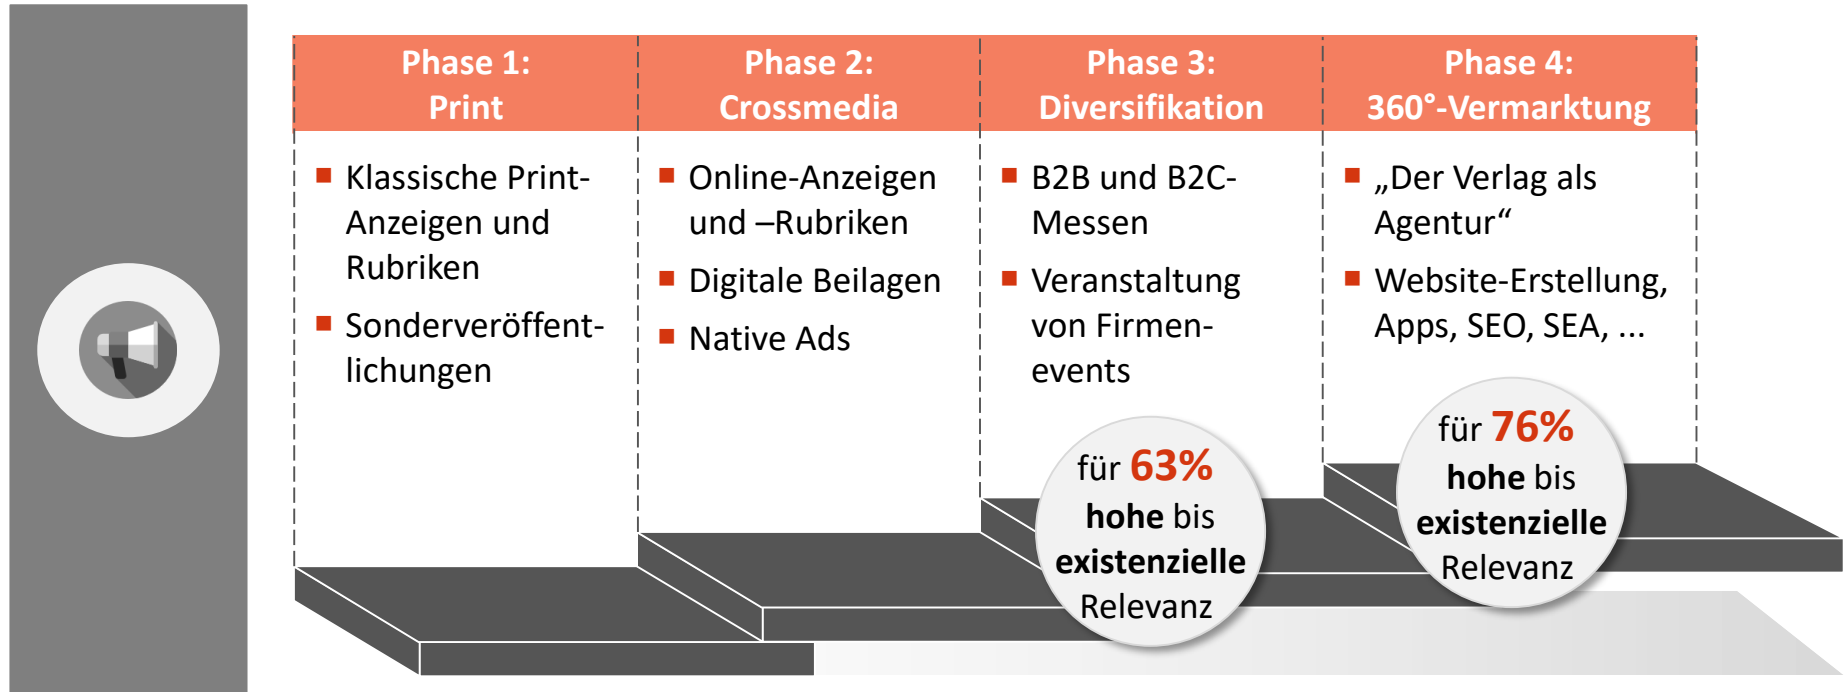 Phase 1:
Print
Klassische Print-
Anzeigen und
Rubriken
Sonderveröffent-
lichungen
Phase 2:
Crossmedia
Online-Anzeigen
und –Rubriken
Digitale Beilagen
Native Ads
Phase 3:
Diversifikation
B2B und B2C-
Messen
Veranstaltung
von Firmen-
events
für 63%
hohe bis
existenzielle
Relevanz
Phase 4:
360°-Vermarktung
„Der Verlag als
Agentur“
Website-Erstellung,
Apps, SEO, SEA, ...
für 76%
hohe bis
existenzielle
Relevanz